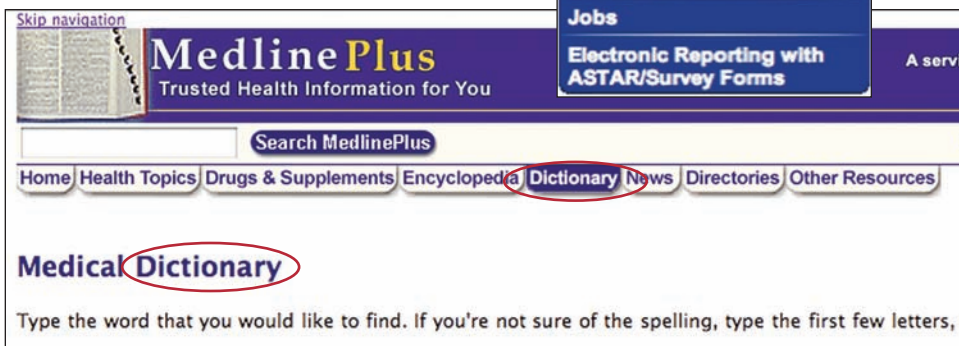 Skip navigation
Medline Plus
Trusted Health Information for You
Jobs
Electronic Reporting with
ASTAR/Survey Forms
A servi
Search MedlinePlus
Home Health Topics Drugs & Supplements Encyclopedia Dictionary News Directories Other Resources
Medical Dictionary
Type the word that you would like to find. If you're not sure of the spelling, type the first few letters,